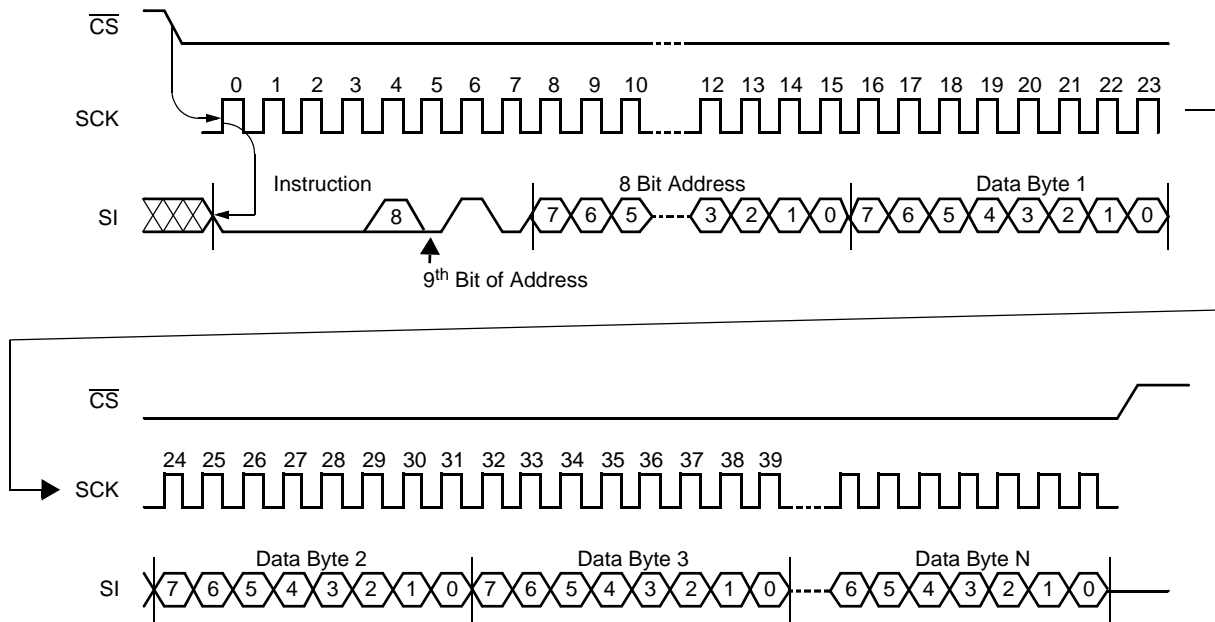 CS
0 1 2 3 4 5 6 7 8 9 10 12 13 14 15 16 17 18 19 20 21 22 23
SCK
Instruction 8 Bit Address Data Byte 1
SI 8 7 6 5 3 2 1 0 7 6 5 4 3 2 1 0
9th Bit of Address
CS
24 25 26 27 28 29 30 31 32 33 34 35 36 37 38 39
SCK
Data Byte 2 Data Byte 3 Data Byte N
SI 7 6 5 4 3 2 1 0 7 6 5 4 3 2 1 0 6 5 4 3 2 1 0